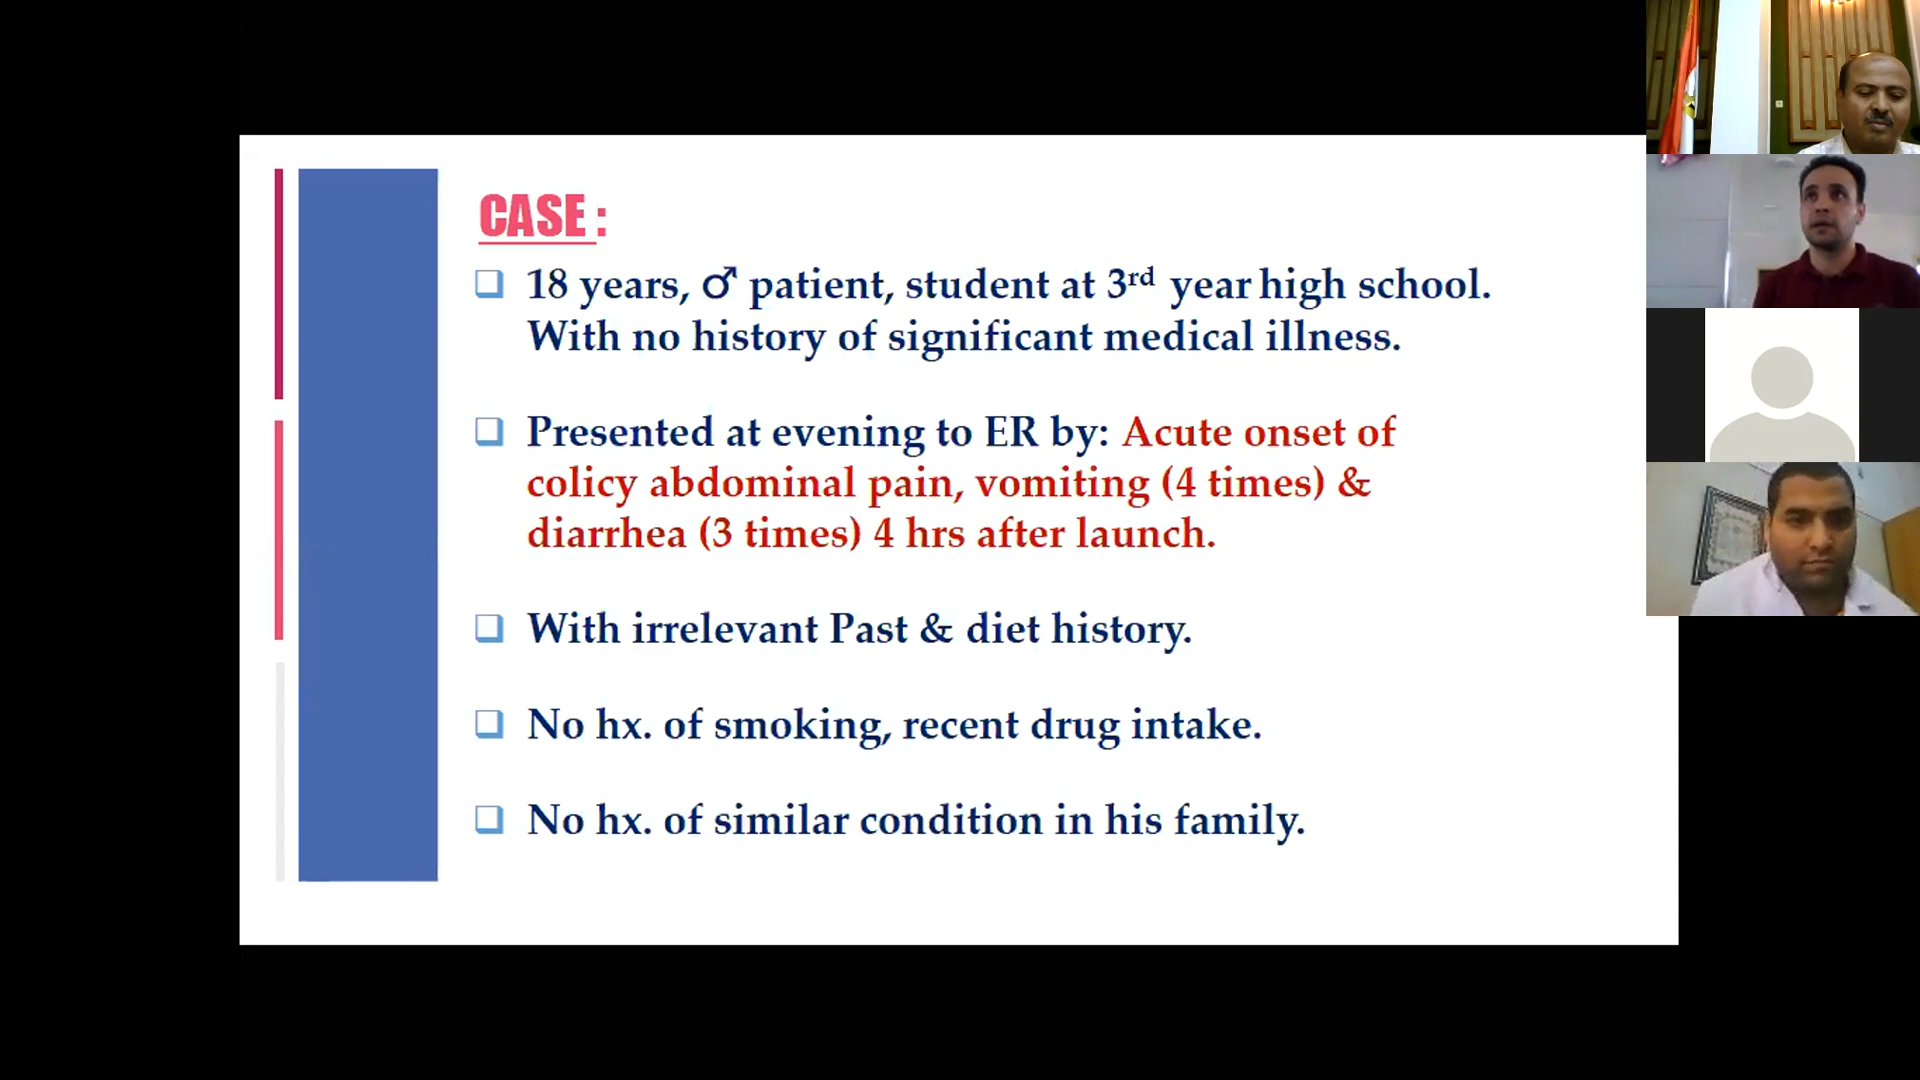 CASE :
❑ 18 years, ♂ patient, student at 3rd year high school.
With no history of significant medical illness.
❑ Presented at evening to ER by: Acute onset of
colicy abdominal pain, vomiting (4 times) &
diarrhea (3 times) 4 hrs after launch.
❑ With irrelevant Past & diet history.
❑ No hx. of smoking, recent drug intake.
❑ No hx. of similar condition in his family.